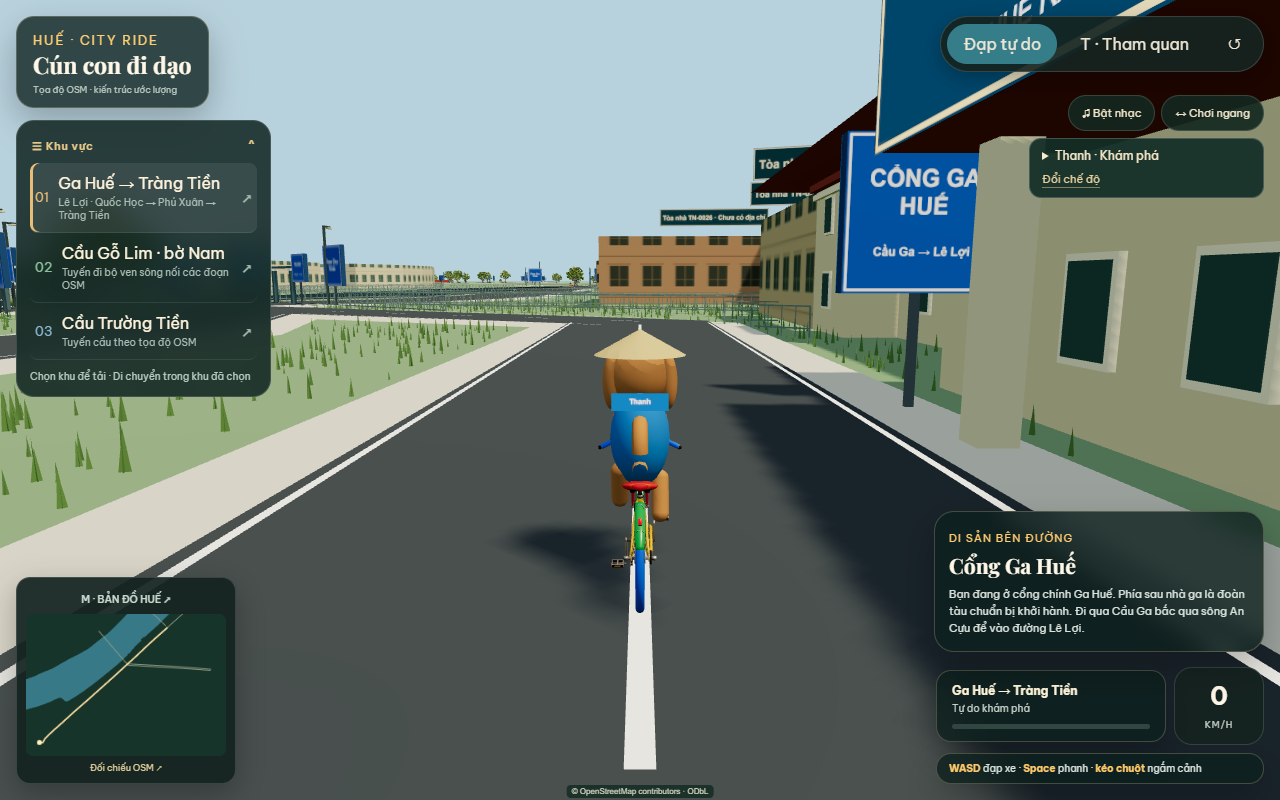 HUẾ · CITY RIDE
Cún con đi dạo
Tọa độ OSM · kiến trúc ước lượng
☰ Khu vực
01
Ga Huế → Tràng Tiền
Lê Lợi · Quốc Học → Phú Xuân →
Tràng Tiền
↗
02
Cầu Gỗ Lim · bờ Nam
Tuyến đi bộ ven sông nối các đoạn
OSM
↗
03
Cầu Trường Tiền
Tuyến cầu theo tọa độ OSM
↗
Chọn khu để tải · Di chuyển trong khu đã chọn
Đạp tự do
T · Tham quan
↺
♫ Bật nhạc
↔ Chơi ngang
▶ Thanh · Khám phá
Đổi chế độ
Tòa nhà TN-0026 · Chưa có địa chỉ
CỔNG GA
HUẾ
Cầu Ga → Lê Lợi
Thanh
DI SẢN BÊN ĐƯỜNG
Cổng Ga Huế
Bạn đang ở cổng chính Ga Huế. Phía sau nhà ga là đoàn
tàu chuẩn bị khởi hành. Đi qua Cầu Ga bắc qua sông An
Cựu để vào đường Lê Lợi.
M · BẢN ĐỒ HUẾ ↗
Đối chiếu OSM ↗
Ga Huế → Tràng Tiền
Tự do khám phá
0
KM/H
WASD đạp xe · Space phanh · kéo chuột ngắm cảnh
© OpenStreetMap contributors · ODbL